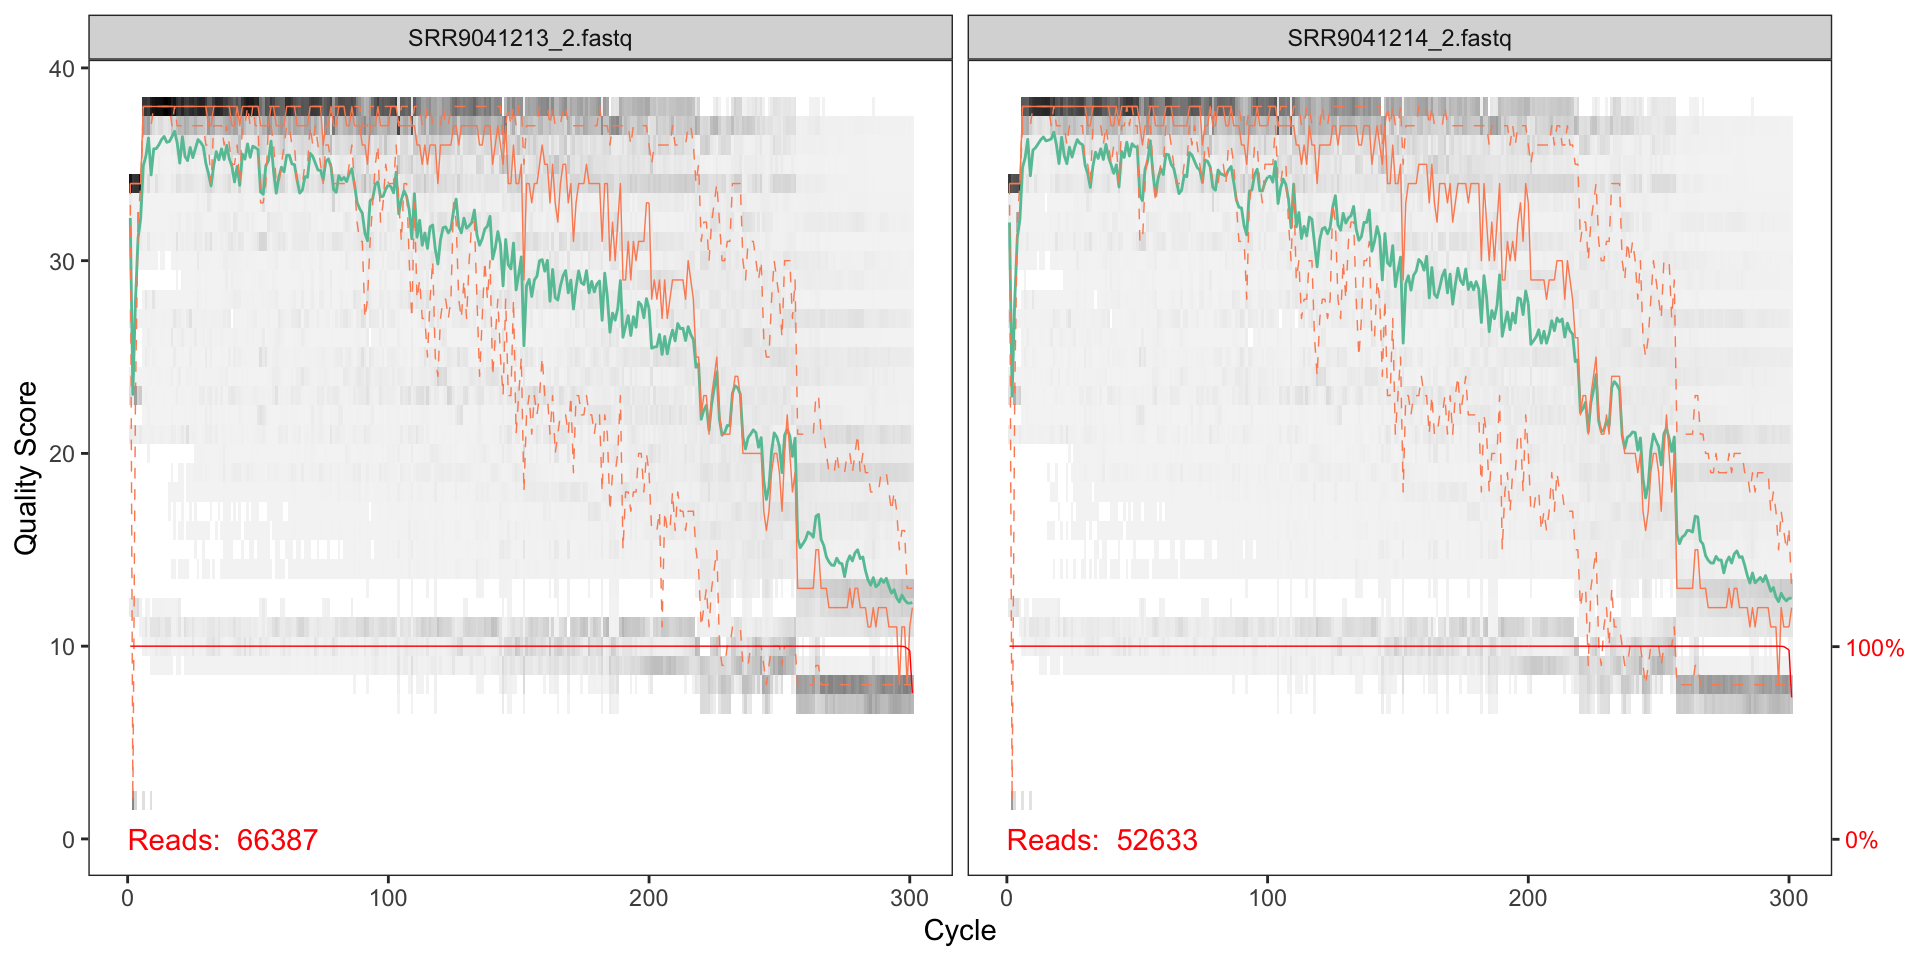 SRR9041213_2.fastq
SRR9041214_2.fastq
Quality Score
40
30
20
10
0
Reads: 66387
Reads: 52633
100%
0%
0 100 200 300
0 100 200 300
Cycle